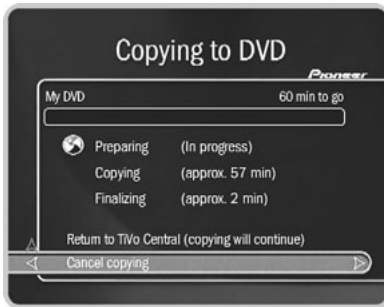 Copying to DVD
Pioneer
My DVD 60 min to go
Preparing (In progress)
Copying (approx. 57 min)
Finalizing (approx. 2 min)
Return to TiVo Central (copying will continue)
Cancel copying